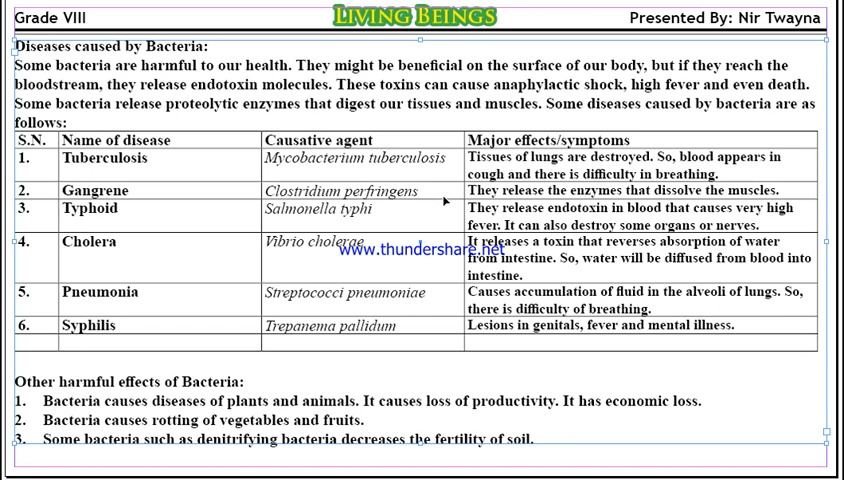 Grade VIII
LIVING BEINGS
Presented By: Nir Twayna
Diseases caused by Bacteria:
Some bacteria are harmful to our health. They might be beneficial on the surface of our body, but if they reach the
bloodstream, they release endotoxin molecules. These toxins can cause anaphylactic shock, high fever and even death.
Some bacteria release proteolytic enzymes that digest our tissues and muscles. Some diseases caused by bacteria are as
follows:
S.N. Name of disease Causative agent Major effects/symptoms
1. Tuberculosis Mycobacterium tuberculosis Tissues of lungs are destroyed. So, blood appears in
cough and there is difficulty in breathing.
2. Gangrene Clostridium perfringens They release the enzymes that dissolve the muscles.
3. Typhoid Salmonella typhi They release endotoxin in blood that causes very high
fever. It can also destroy some organs or nerves.
4. Cholera Vibrio cholerae It releases a toxin that reverses absorption of water
www.thundershare.net
from intestine. So, water will be diffused from blood into
intestine.
5. Pneumonia Streptococci pneumoniae Causes accumulation of fluid in the alveoli of lungs. So,
there is difficulty of breathing.
6. Syphilis Trepanema pallidum Lesions in genitals, fever and mental illness.
Other harmful effects of Bacteria:
1. Bacteria causes diseases of plants and animals. It causes loss of productivity. It has economic loss.
2. Bacteria causes rotting of vegetables and fruits.
3. Some bacteria such as denitrifying bacteria decreases the fertility of soil.